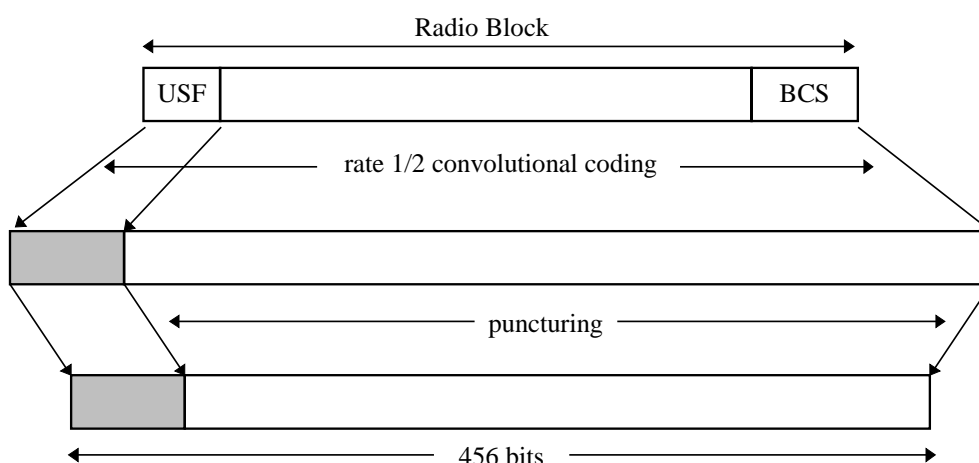 Radio Block
USF
BCS
rate 1/2 convolutional coding
puncturing
456 bits